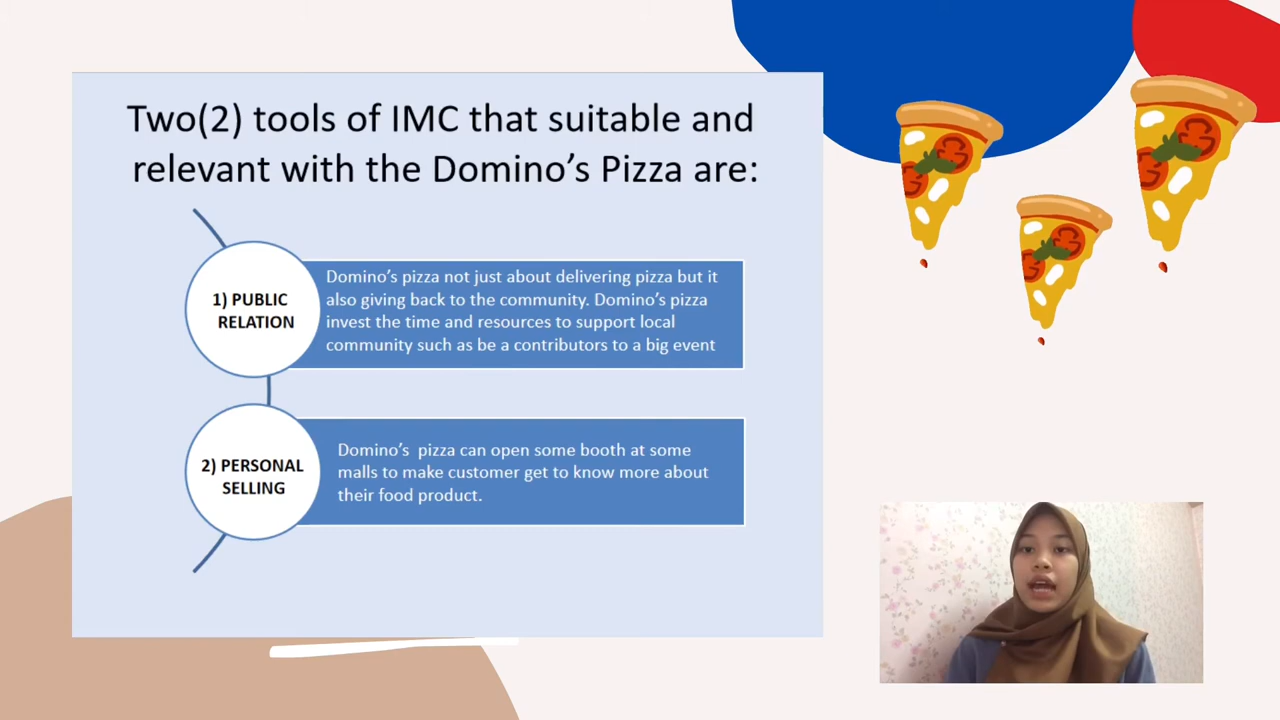 Two(2) tools of IMC that suitable and
relevant with the Domino's Pizza are:
1) PUBLIC
RELATION
Domino's pizza not just about delivering pizza but it
also giving back to the community. Domino's pizza
invest the time and resources to support local
community such as be a contributors to a big event
2) PERSONAL
SELLING
Domino's pizza can open some booth at some
malls to make customer get to know more about
their food product.